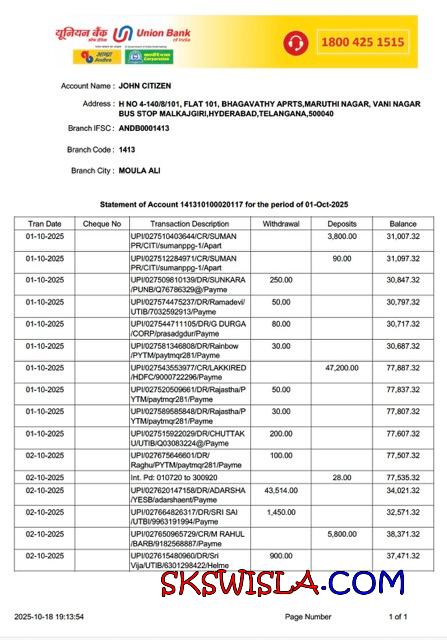 यूनियन बैंक Union Bank
of India
आन्ध्रा Andhra
Corporation
1800 425 1515
Account Name : JOHN CITIZEN
Address : H NO 4-140/8/101, FLAT 101, BHAGAVATHY APRTS,MARUTHI NAGAR, VANI NAGAR
BUS STOP MALKAJGIRI,HYDERABAD,TELANGANA,500040
Branch IFSC : ANDB0001413
Branch Code : 1413
Branch City : MOULA ALI
Statement of Account 141310100020117 for the period of 01-Oct-2025
Tran Date Cheque No Transaction Description Withdrawal Deposits Balance
01-10-2025 UPI/027510403644/CR/SUMAN 3,800.00 31,007.32
PR/CITI/sumanppg-1/Apart
01-10-2025 UPI/027512284971/CR/SUMAN 90.00 31,097.32
PR/CITI/sumanppg-1/Apart
01-10-2025 UPI/027509810139/DR/SUNKARA 250.00 30,847.32
/PUNB/Q76786329@/Payme
01-10-2025 UPI/027574475237/DR/Ramadevi/ 50.00 30,797.32
UTIB/7032592913/Payme
01-10-2025 UPI/027544711105/DR/G DURGA 80.00 30,717.32
/CORP/prasadgdur/Payme
01-10-2025 UPI/027581346808/DR/Rainbow 30.00 30,687.32
/PYTM/paytmqr281/Payme
01-10-2025 UPI/027543553977/CR/LAKKIRED 47,200.00 77,887.32
/HDFC/9000722296/Payme
01-10-2025 UPI/027520509661/DR/Rajastha/P 50.00 77,837.32
YTM/paytmqr281/Payme
01-10-2025 UPI/027589585848/DR/Rajastha/P 30.00 77,807.32
YTM/paytmqr281/Payme
01-10-2025 UPI/027515922029/DR/CHUTTAK 200.00 77,607.32
U/UTIB/Q03083224@/Payme
02-10-2025 UPI/027675646601/DR/ 100.00 77,507.32
Raghu/PYTM/paytmqr281/Payme
02-10-2025 Int. Pd: 010720 to 300920 28.00 77,535.32
02-10-2025 UPI/027620147158/DR/ADARSHA 43,514.00 34,021.32
/YESB/adarshaent/Payme
02-10-2025 UPI/027664826317/DR/SRI SAI 1,450.00 32,571.32
/UTBI/9963191994/Payme
02-10-2025 UPI/027650965729/CR/M RAHUL 5,800.00 38,371.32
/BARB/9182568887/Payme
02-10-2025 UPI/027615480960/DR/Sri 900.00 37,471.32
Vija/UTIB/6301298422/Helme
SKSWISLA.COM
2025-10-18 19:13:54 Page Number 1 of 1